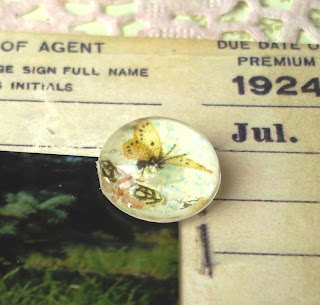 OF AGENT
GE SIGN FULL NAME
S INITIALS
DUE DATE O
PREMIUM
1924
Jul.